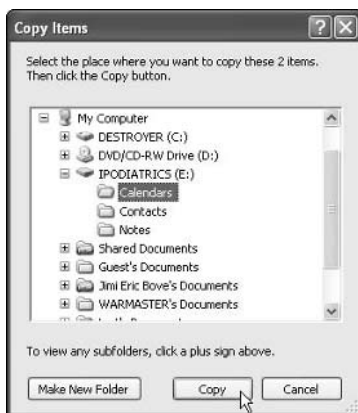 Copy Items
Select the place where you want to copy these 2 items.
Then click the Copy button.
My Computer
DESTROYER (C:)
DVD/CD-RW Drive (D:)
IPODIATRICS (E:)
Calendars
Contacts
Notes
Shared Documents
Guest's Documents
Jimi Eric Bove's Documents
WARMASTER's Documents
To view any subfolders, click a plus sign above.
Make New Folder
Copy
Cancel